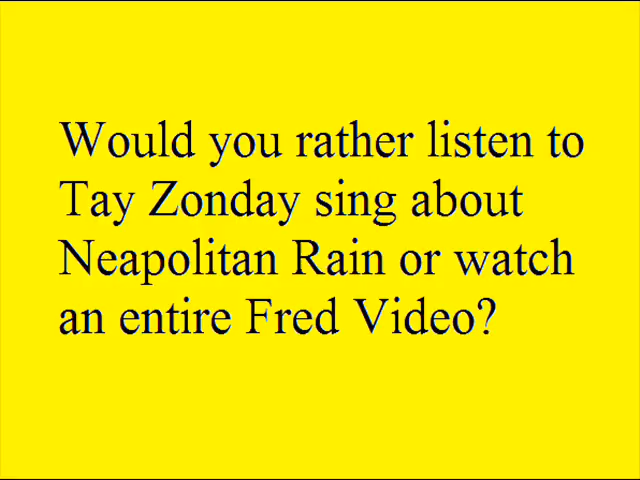 Would you rather listen to
Tay Zonday sing about
Neapolitan Rain or watch
an entire Fred Video?